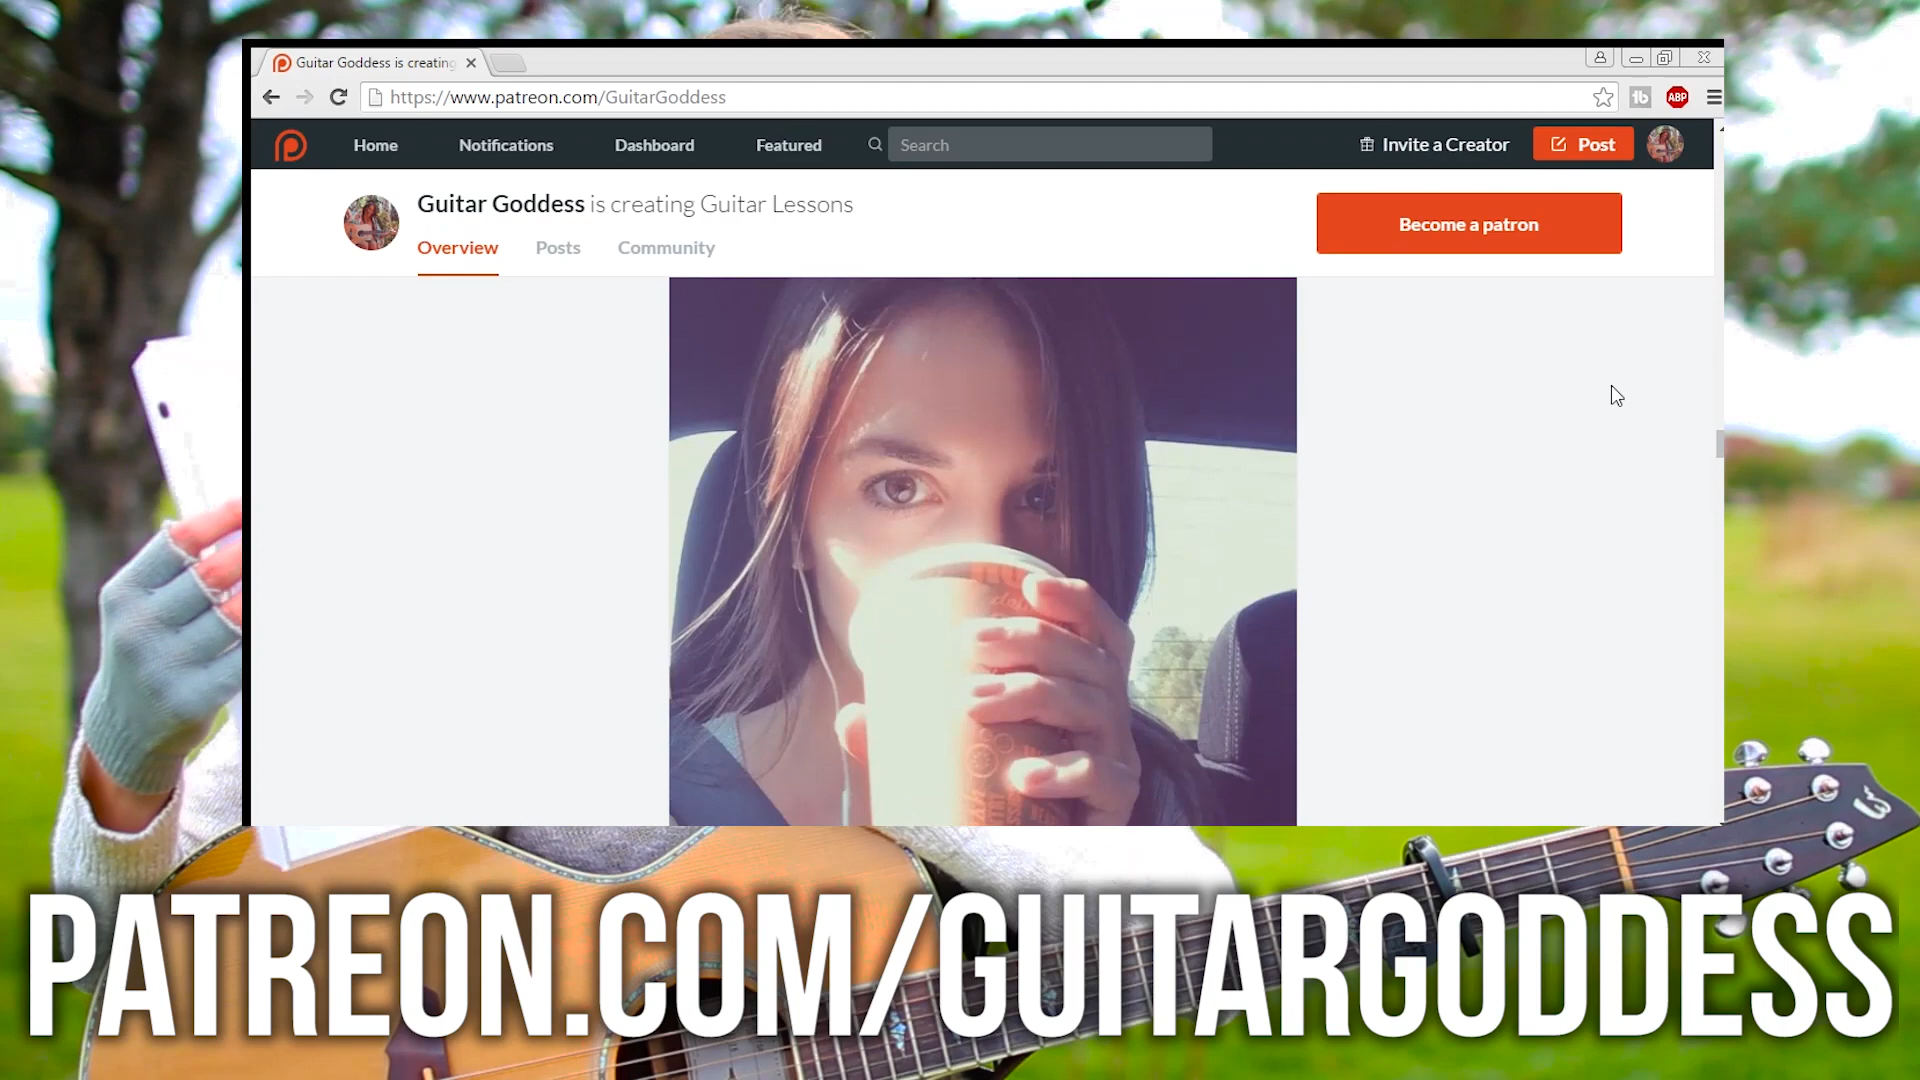 Guitar Goddess is creating
https://www.patreon.com/GuitarGoddess
ABP
Home
Notifications
Dashboard
Featured
Search
Invite a Creator
Post
Guitar Goddess is creating Guitar Lessons
Become a patron
Overview
Posts
Community
PATREON.COM/GUITARGODDESS